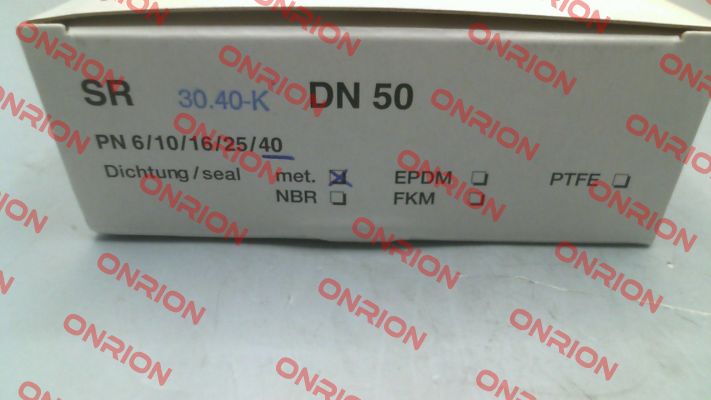 SR 30.40-K DN 50
PN 6/10/16/25/40
Dichtung/seal met. ☒ EPDM ☐ PTFE ☐
NBR ☐ FKM ☐
ONRION